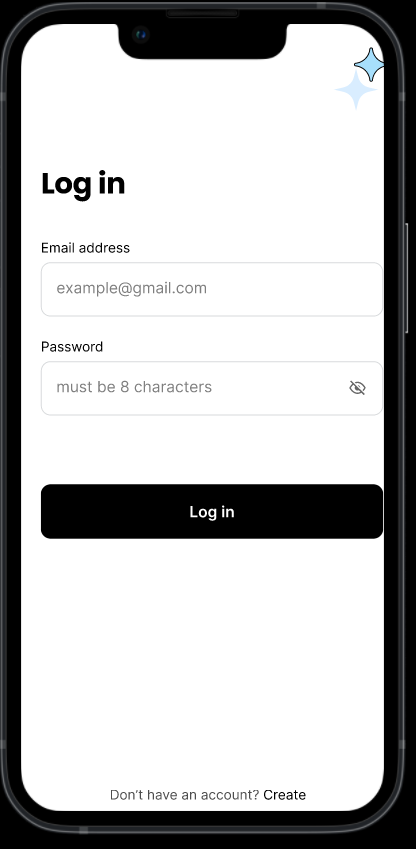 Log in
Email address
example@gmail.com
Password
must be 8 characters
Log in
Don't have an account? Create